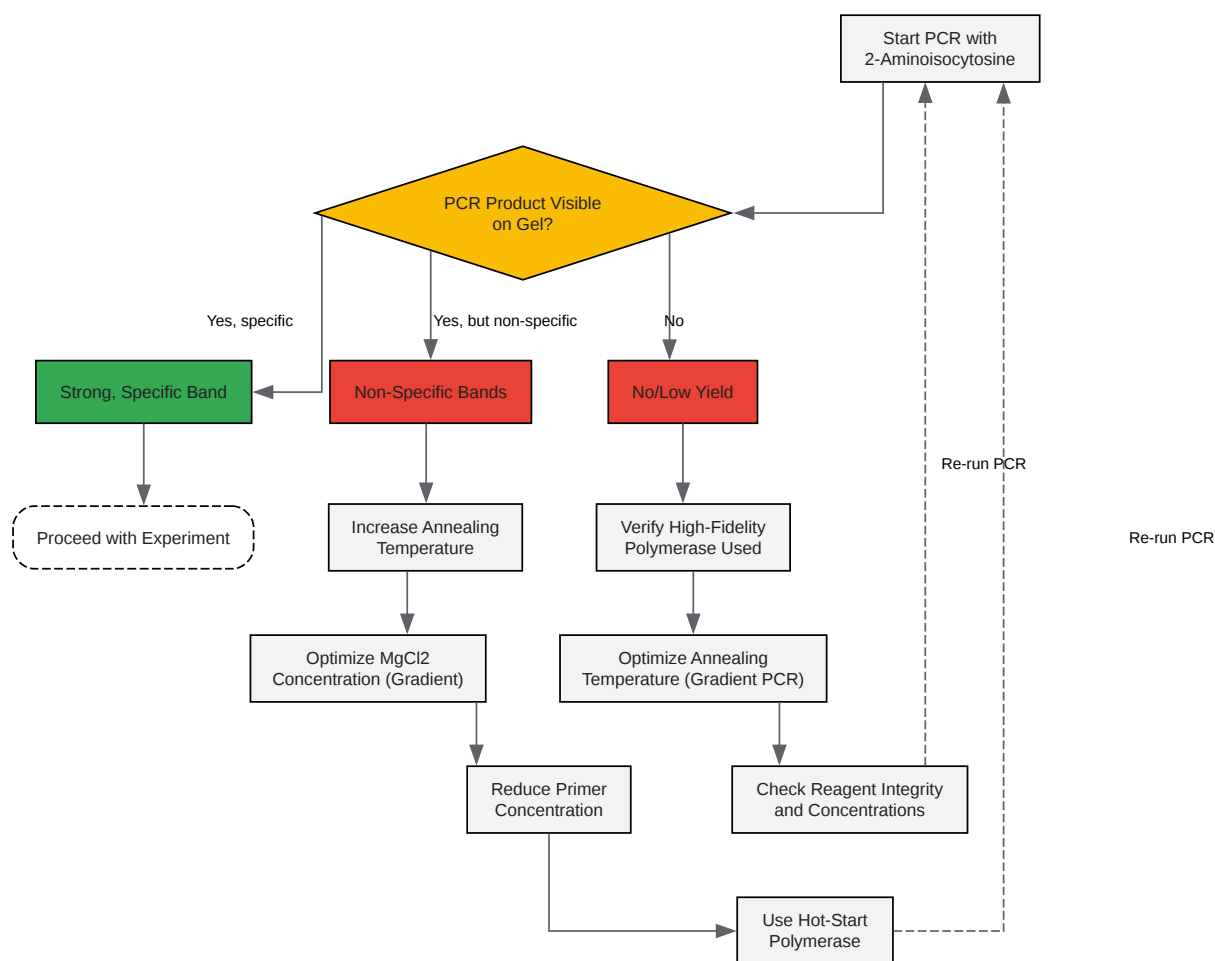 Start PCR with
2-Aminoisocytosine
PCR Product Visible
on Gel?
Yes, specific
Yes, but non-specific
No
Strong, Specific Band
Non-Specific Bands
No/Low Yield
Re-run PCR
Proceed with Experiment
Increase Annealing
Temperature
Verify High-Fidelity
Polymerase Used
Re-run PCR
Optimize MgCl2
Concentration (Gradient)
Optimize Annealing
Temperature (Gradient PCR)
Reduce Primer
Concentration
Check Reagent Integrity
and Concentrations
Use Hot-Start
Polymerase